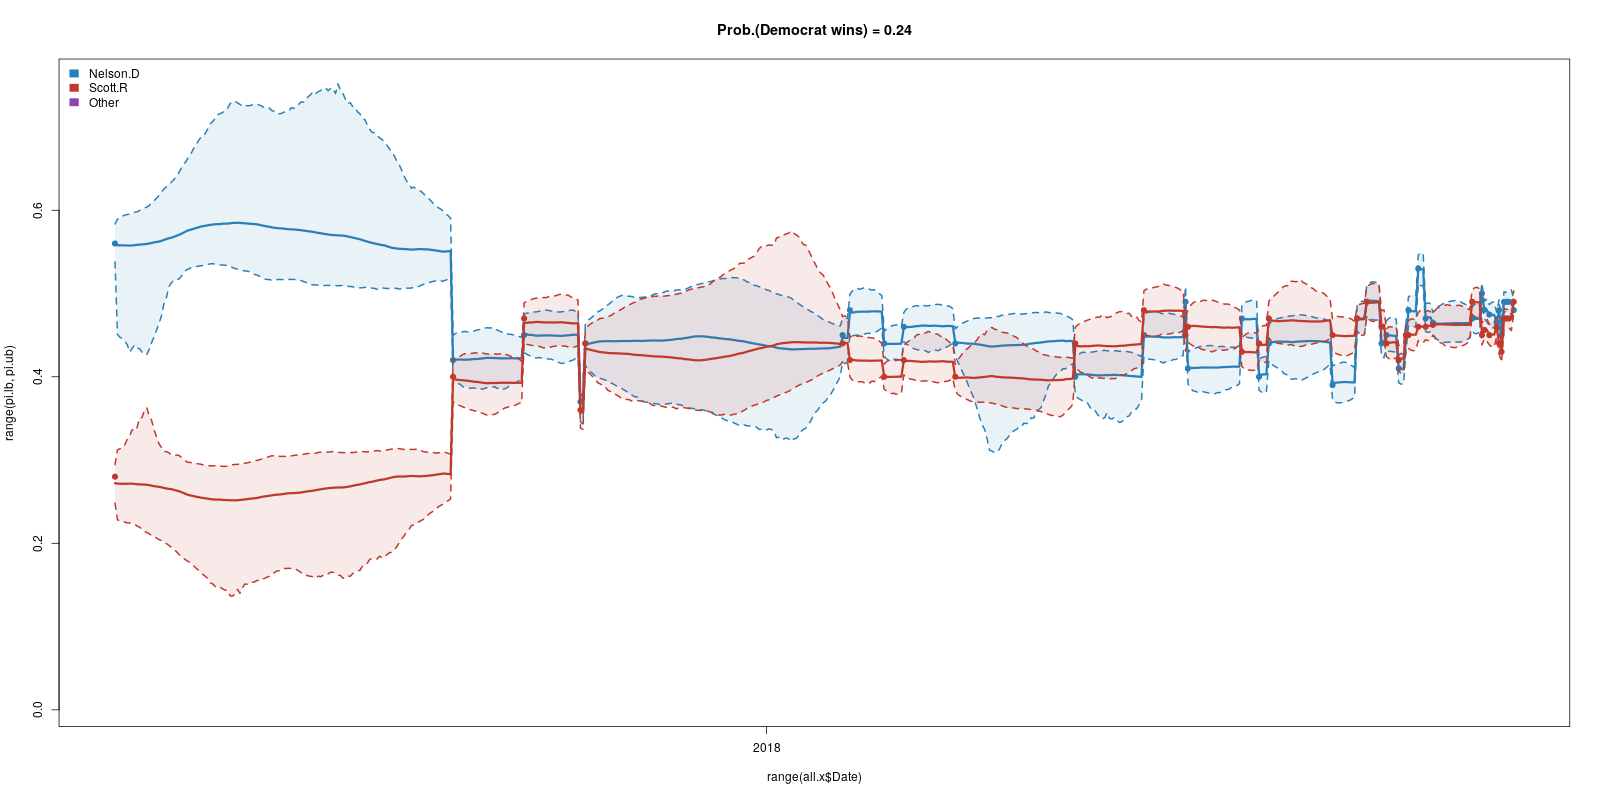 Prob.(Democrat wins) = 0.24
Nelson.D
Scott.R
Other
0.6
0.4
0.2
0.0
range(pi.lb, pi.ub)
2018
range(all.x$Date)